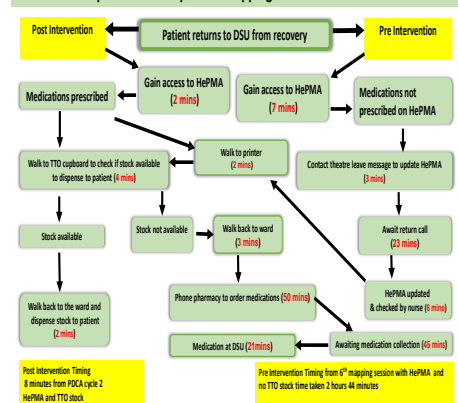 Post Intervention
Patient returns to DSU from recovery
Pre Intervention
Gain access to HePMA
(2 mins)
Gain access to HePMA
(7 mins)
Medications prescribed
Medications not
prescribed on HePMA
Walk to printer
(2 mins)
Walk to TTO cupboard to check if stock available
to dispense to patient (4 mins)
Contact theatre leave message to update HePMA
(3 mins)
Stock available
Stock not available
Walk back to ward
(3 mins)
Await return call
(23 mins)
Walk back to the ward and
dispense stock to patient
(2 mins)
Phone pharmacy to order medications (50 mins)
HePMA updated
& checked by nurse (6 mins)
Medication at DSU (21mins)
Awaiting medication collection (45 mins)
Post Intervention Timing
8 minutes from PDCA cycle 2
HePMA and TTO stock
Pre Intervention Timing from 6th mapping session with HePMA and
no TTO stock time taken 2 hours 44 minutes